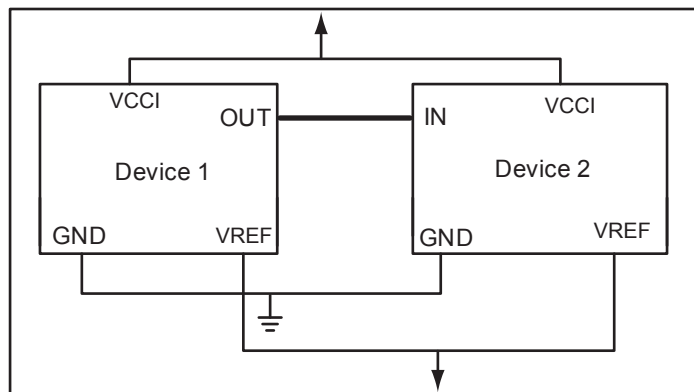 VCCI
OUT
Device 1
GND
VREF
VCCI
IN
Device 2
GND
VREF